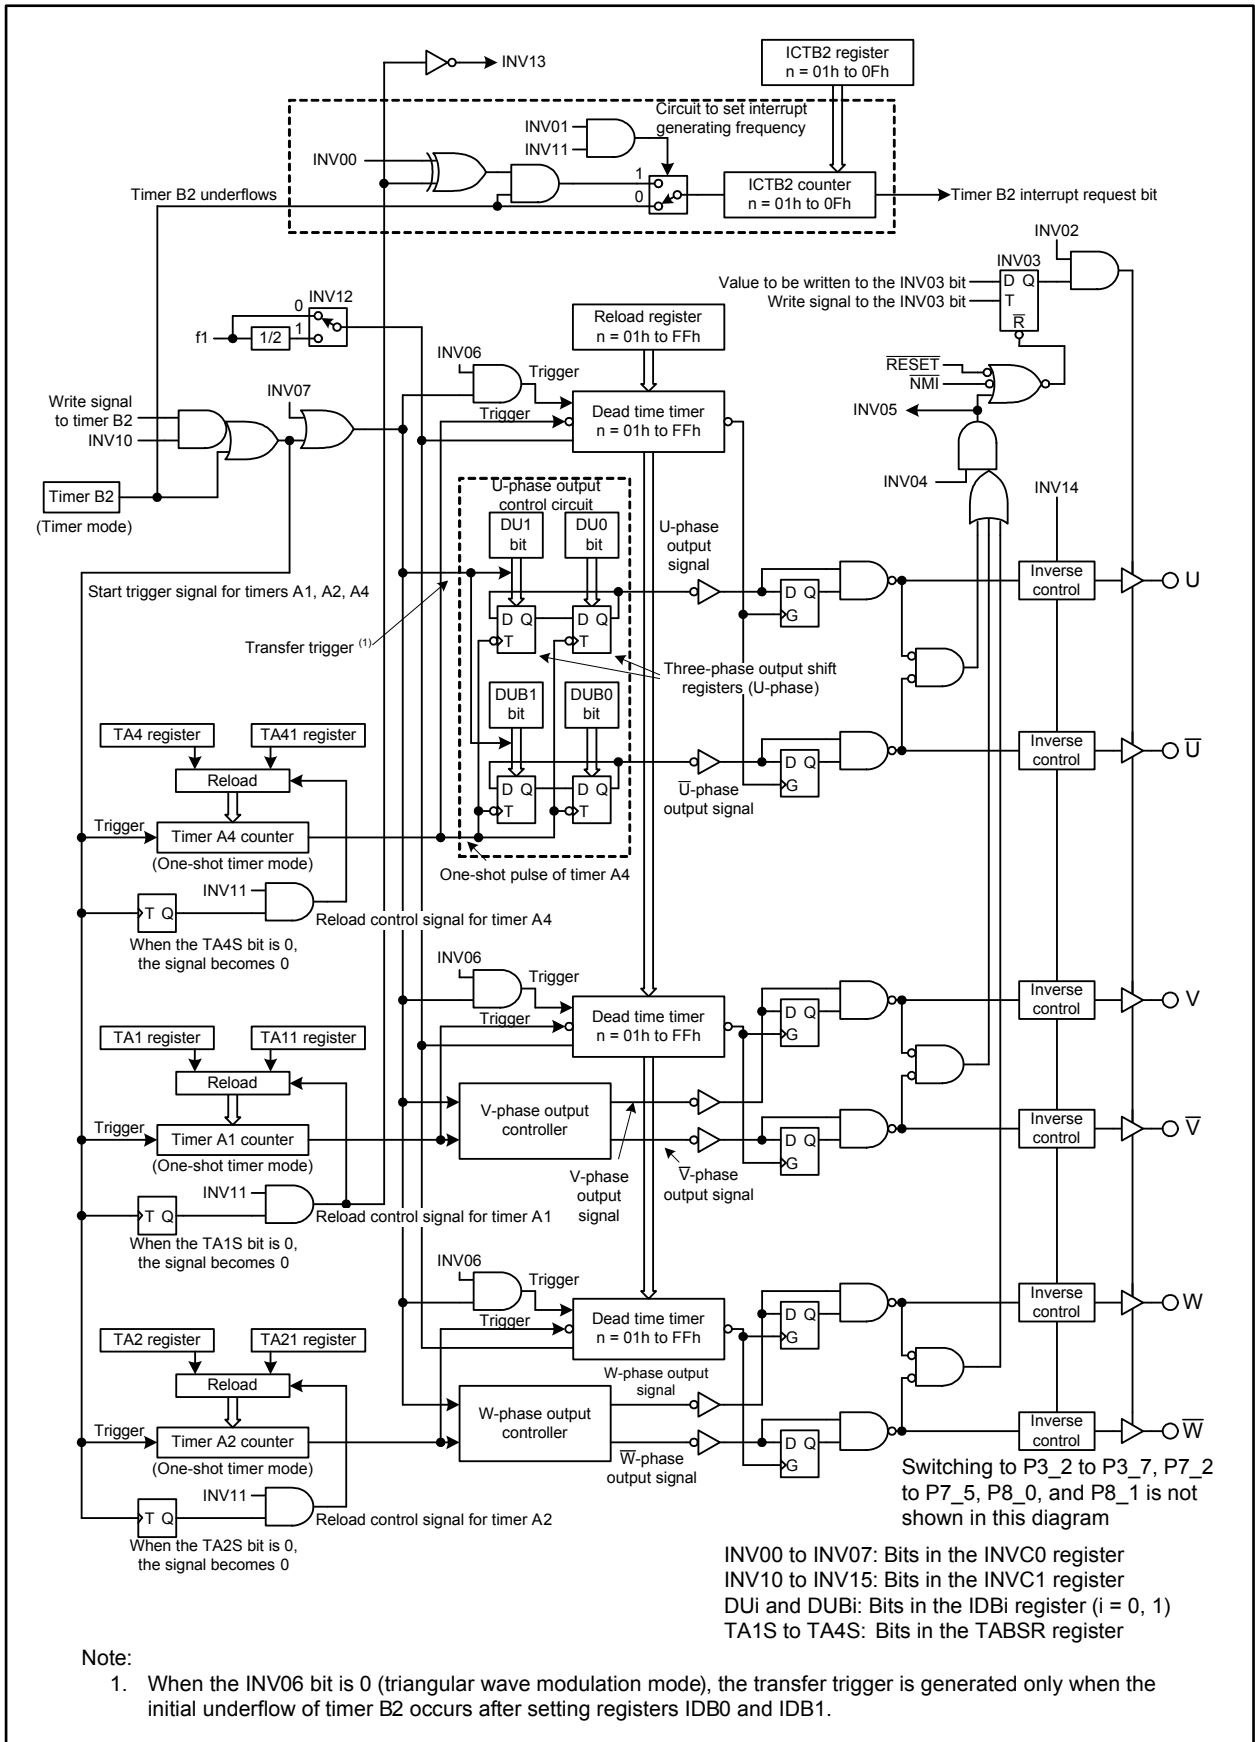 INV13
ICTB2 register
n = 01h to 0Fh
Circuit to set interrupt
generating frequency
INV01
INV11
INV00
1
0
Timer B2 underflows
ICTB2 counter
n = 01h to 0Fh
Timer B2 interrupt request bit
INV02
INV03
Value to be written to the INV03 bit
Write signal to the INV03 bit
D Q
T
R̅
INV12
0
1
f1
1/2
Reload register
n = 01h to FFh
INV06
Trigger
Trigger
Dead time timer
n = 01h to FFh
R̅E̅S̅E̅T̅
N̅M̅I̅
INV05
INV04
INV14
INV07
Write signal
to timer B2
INV10
Timer B2
(Timer mode)
Start trigger signal for timers A1, A2, A4
Transfer trigger (1)
U-phase output
control circuit
DU1
bit
DU0
bit
D Q
T
D Q
T
U-phase
output
signal
D Q
G
Inverse
control
U
Three-phase output shift
registers (U-phase)
DUB1
bit
DUB0
bit
D Q
T
D Q
T
U̅-phase
output signal
D Q
G
Inverse
control
U̅
One-shot pulse of timer A4
TA4 register
TA41 register
Reload
Trigger
Timer A4 counter
(One-shot timer mode)
INV11
T Q
Reload control signal for timer A4
When the TA4S bit is 0,
the signal becomes 0
INV06
Trigger
Trigger
Dead time timer
n = 01h to FFh
D Q
G
Inverse
control
V
TA1 register
TA11 register
Reload
Trigger
Timer A1 counter
(One-shot timer mode)
V-phase output
controller
V-phase
output
signal
V̅-phase
output signal
D Q
G
Inverse
control
V̅
INV11
T Q
Reload control signal for timer A1
When the TA1S bit is 0,
the signal becomes 0
INV06
Trigger
Trigger
Dead time timer
n = 01h to FFh
D Q
G
Inverse
control
W
TA2 register
TA21 register
Reload
Trigger
Timer A2 counter
(One-shot timer mode)
W-phase output
controller
W-phase output
signal
W̅-phase
output signal
D Q
G
Inverse
control
W̅
INV11
T Q
Reload control signal for timer A2
When the TA2S bit is 0,
the signal becomes 0
Switching to P3_2 to P3_7, P7_2
to P7_5, P8_0, and P8_1 is not
shown in this diagram
INV00 to INV07: Bits in the INVC0 register
INV10 to INV15: Bits in the INVC1 register
DUi and DUBi: Bits in the IDBi register (i = 0, 1)
TA1S to TA4S: Bits in the TABSR register
Note:
1. When the INV06 bit is 0 (triangular wave modulation mode), the transfer trigger is generated only when the
initial underflow of timer B2 occurs after setting registers IDB0 and IDB1.